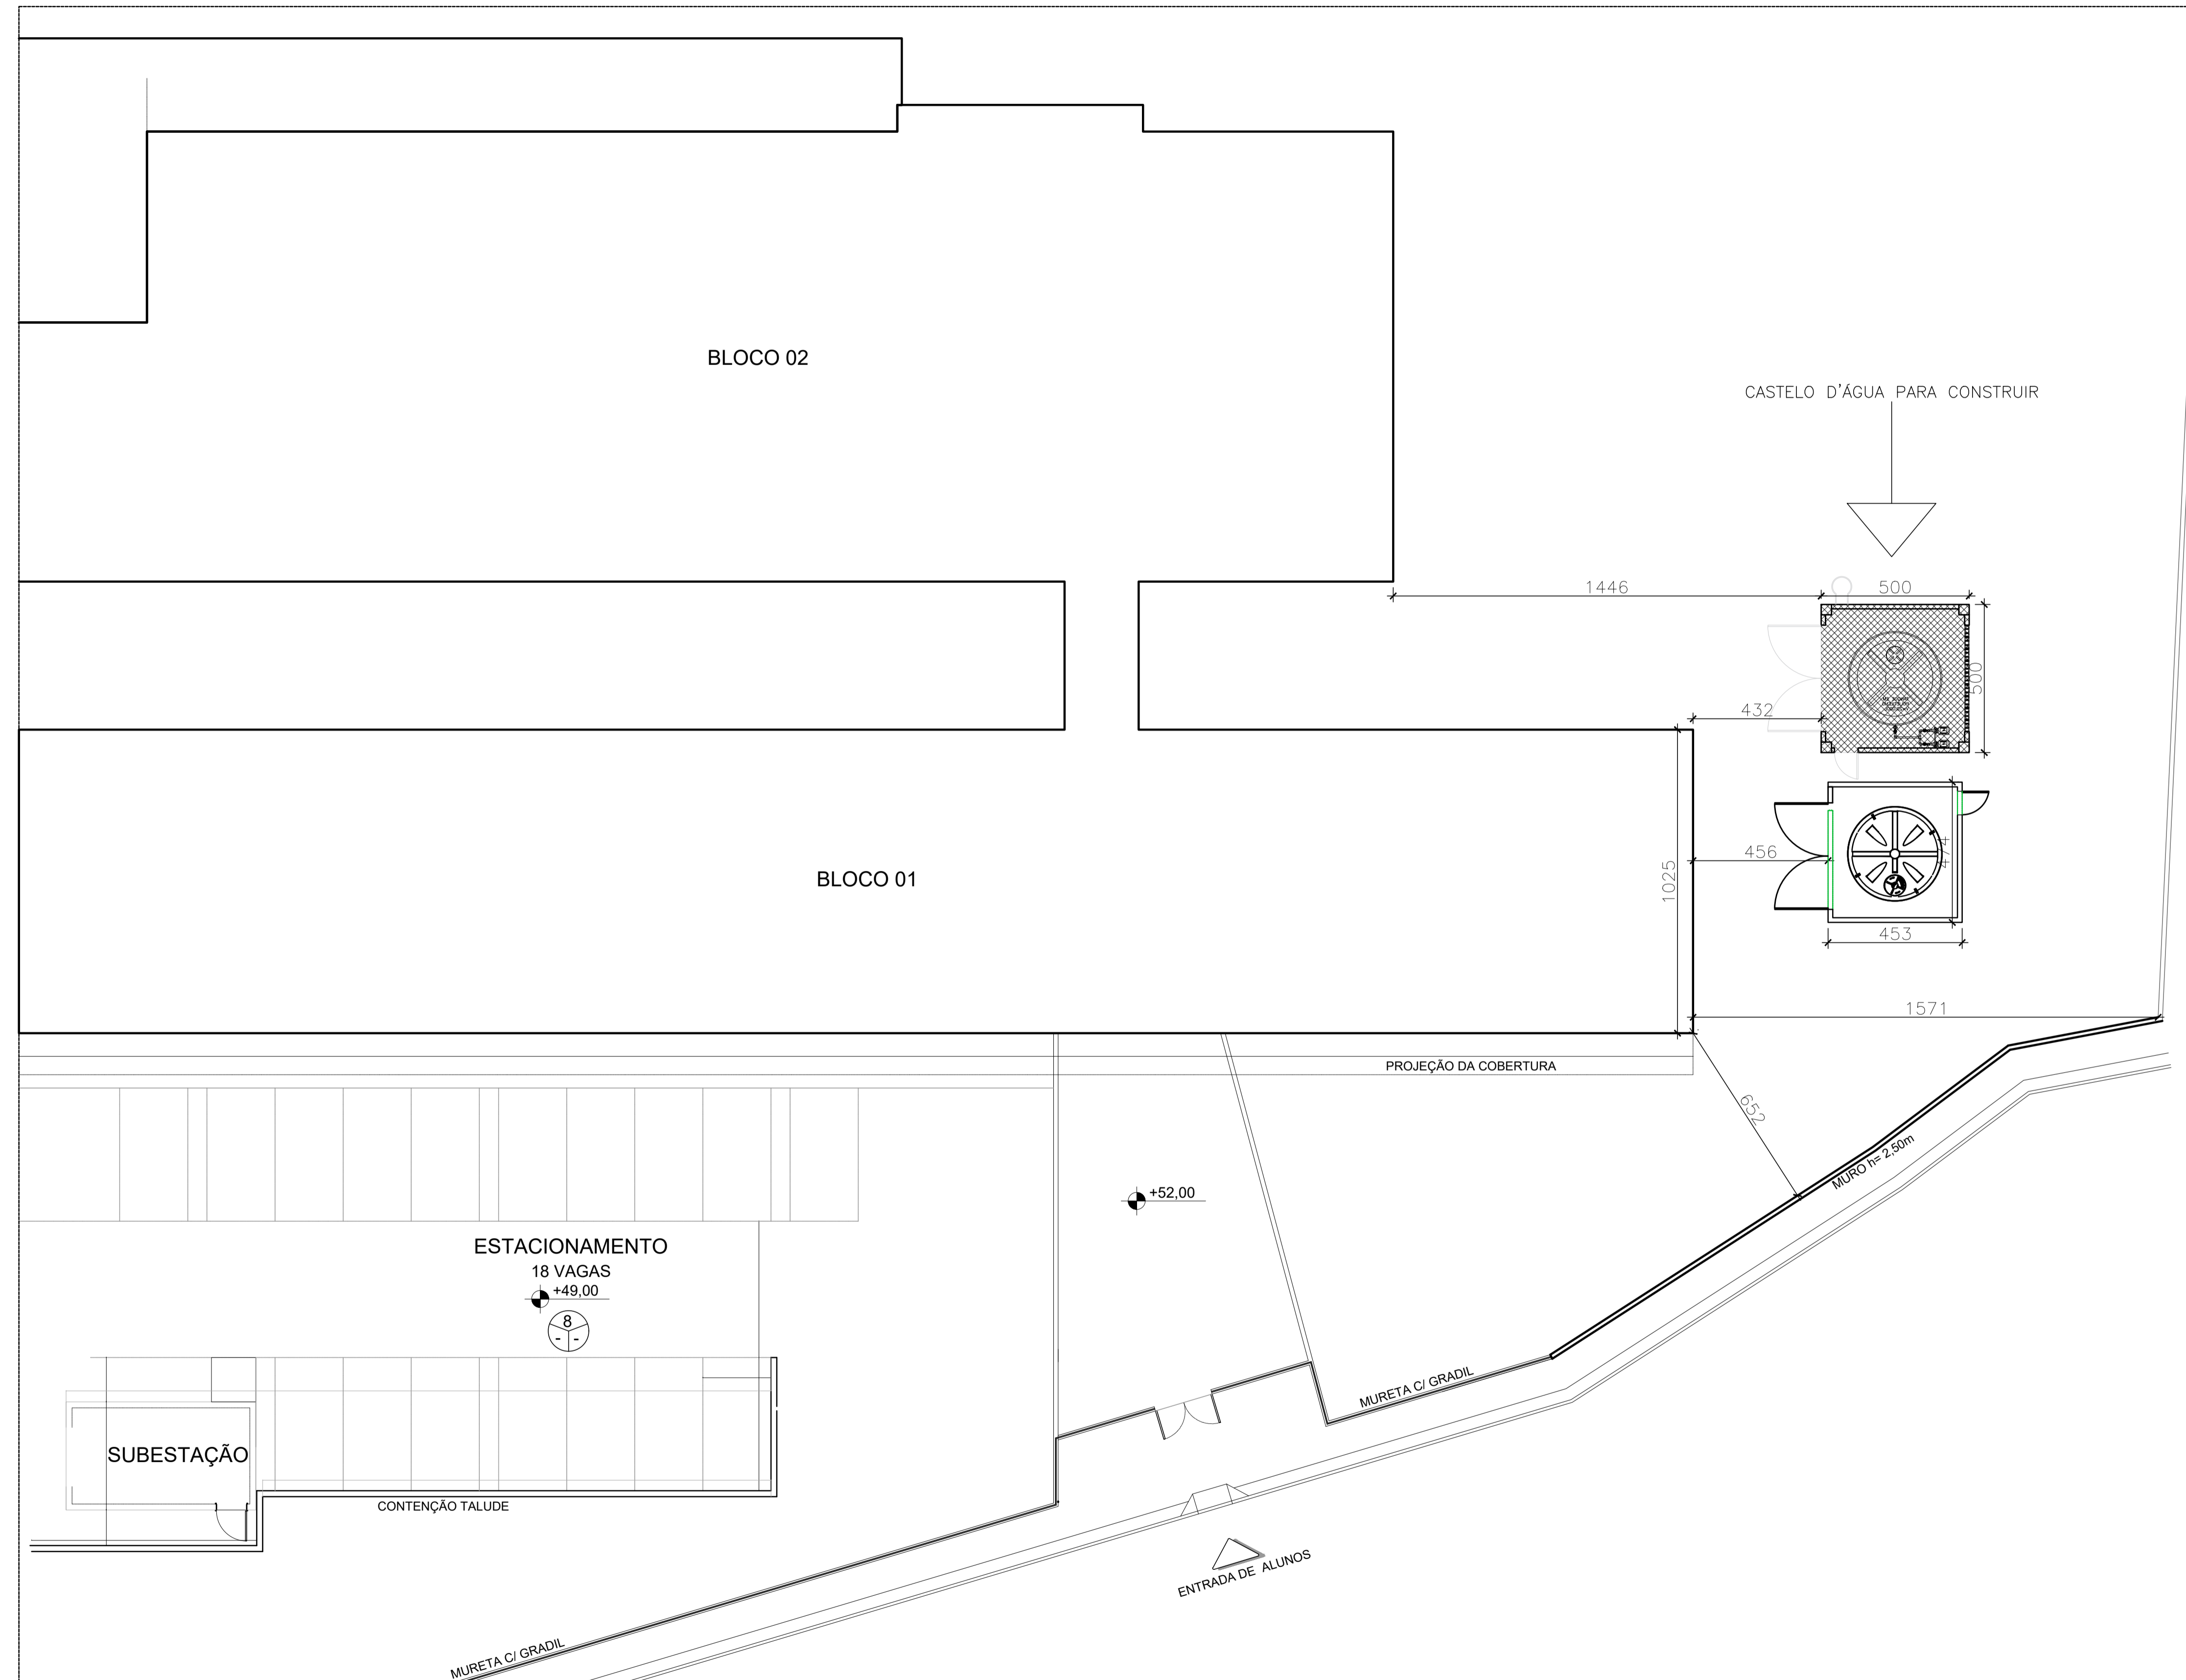 BLOCO 02
CASTELO D'ÁGUA PARA CONSTRUIR
1446
500
500
432
BLOCO 01
1025
456
474
453
1571
PROJEÇÃO DA COBERTURA
652
MURO h= 2,50m
+52,00
ESTACIONAMENTO
18 VAGAS
+49,00
8
- -
MURETA C/ GRADIL
SUBESTAÇÃO
CONTENÇÃO TALUDE
ENTRADA DE ALUNOS
MURETA C/ GRADIL